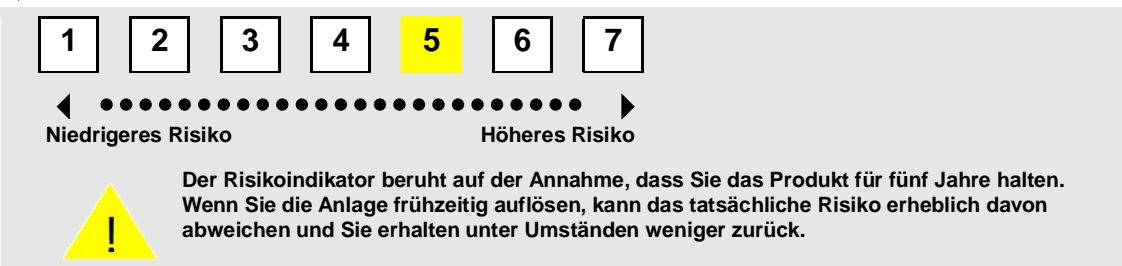 1 2 3 4 5 6 7
Niedrigeres Risiko Höheres Risiko
Der Risikoindikator beruht auf der Annahme, dass Sie das Produkt für fünf Jahre halten.
Wenn Sie die Anlage frühzeitig auflösen, kann das tatsächliche Risiko erheblich davon
abweichen und Sie erhalten unter Umständen weniger zurück.
!